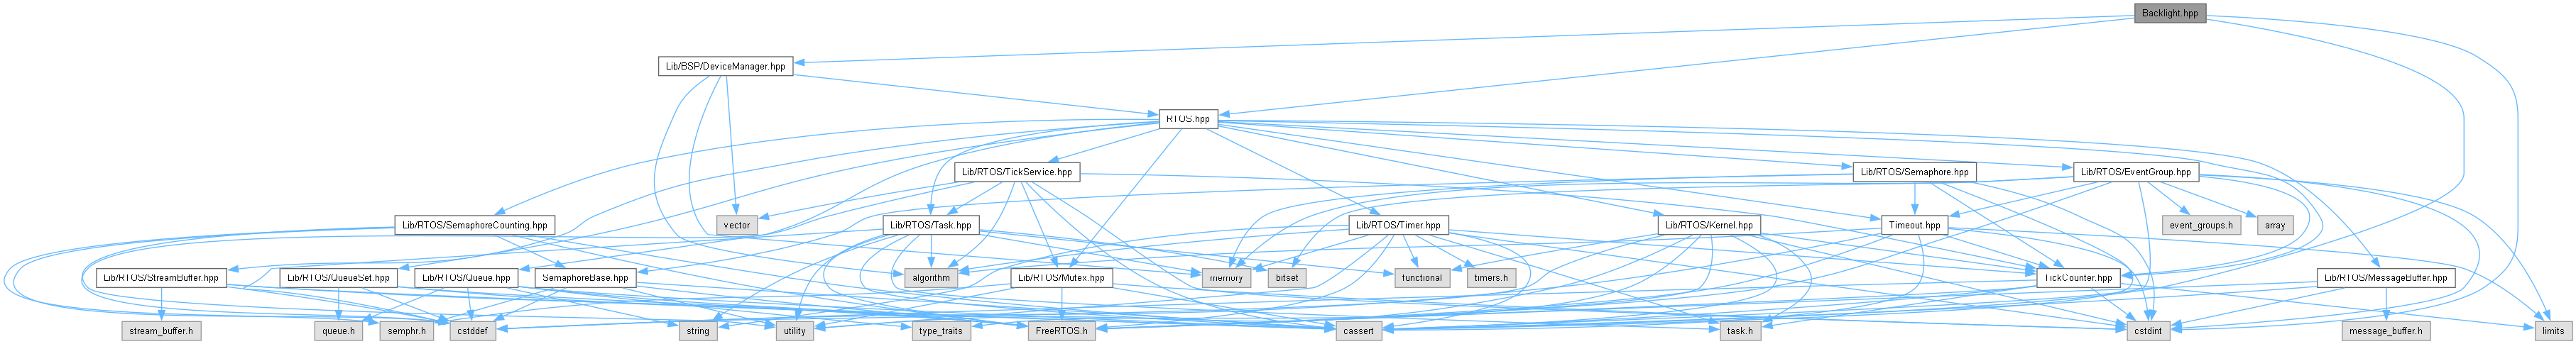 Backlight.hpp
Lib/BSP/DeviceManager.hpp
RTOS.hpp
Lib/RTOS/TickService.hpp
Lib/RTOS/Semaphore.hpp
Lib/RTOS/EventGroup.hpp
Lib/RTOS/SemaphoreCounting.hpp
vector
Lib/RTOS/Task.hpp
Lib/RTOS/Timer.hpp
Lib/RTOS/Kernel.hpp
Timeout.hpp
event_groups.h
array
Lib/RTOS/StreamBuffer.hpp
Lib/RTOS/QueueSet.hpp
Lib/RTOS/Queue.hpp
SemaphoreBase.hpp
algorithm
Lib/RTOS/Mutex.hpp
memory
bitset
functional
timers.h
TickCounter.hpp
Lib/RTOS/MessageBuffer.hpp
stream_buffer.h
queue.h
semphr.h
cstddef
string
utility
type_traits
FreeRTOS.h
cassert
task.h
cstdint
message_buffer.h
limits